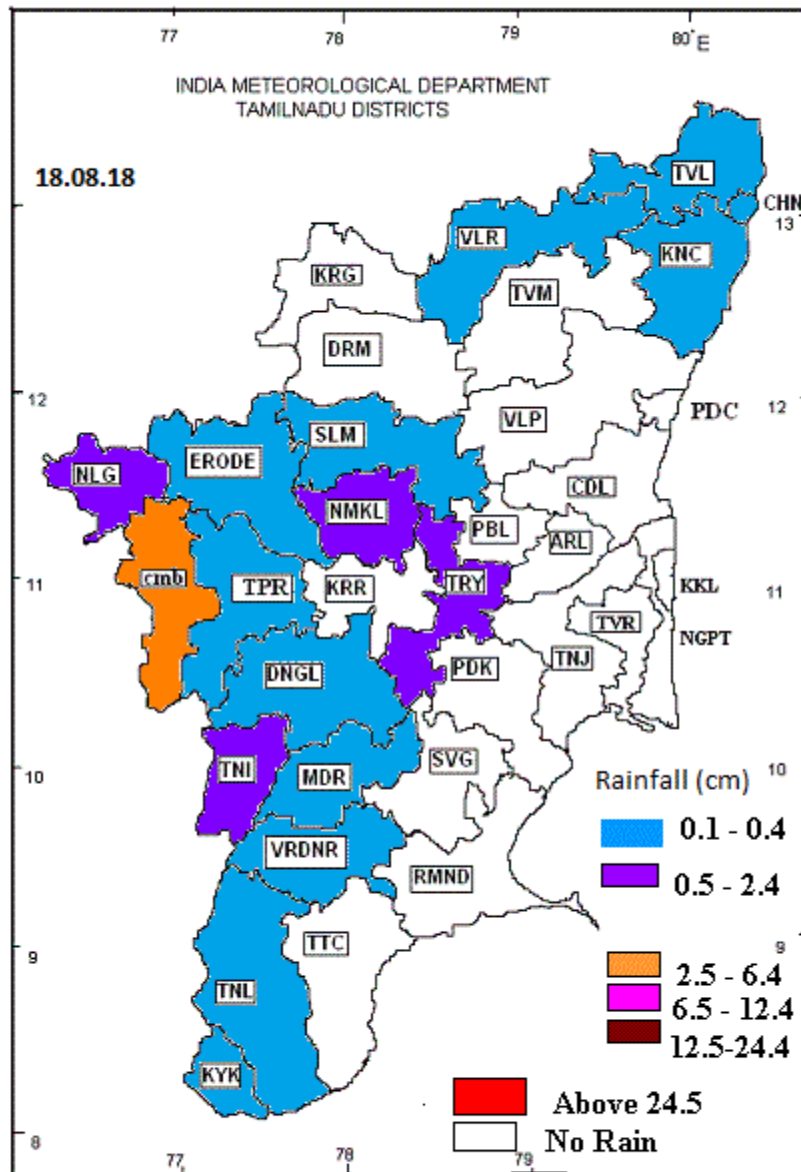 77 78 79 80°E
INDIA METEOROLOGICAL DEPARTMENT
TAMILNADU DISTRICTS
18.08.18
TVL
CHN
13
VLR
KNC
KRG
TVM
DRM
12
12
PDC
SLM
VLP
ERODE
NLG
CDL
NMKL
PBL
ARL
11
cmb
TPR
KRR
TRY
KKL
11
TVR
NGPT
DNGL
PDK
TNJ
10
TNI
MDR
SVG
10
Rainfall (cm)
0.1 - 0.4
VRDNR
RMND
0.5 - 2.4
9
TTC
9
2.5 - 6.4
TNL
6.5 - 12.4
12.5-24.4
KYK
Above 24.5
8
No Rain
77 78 79